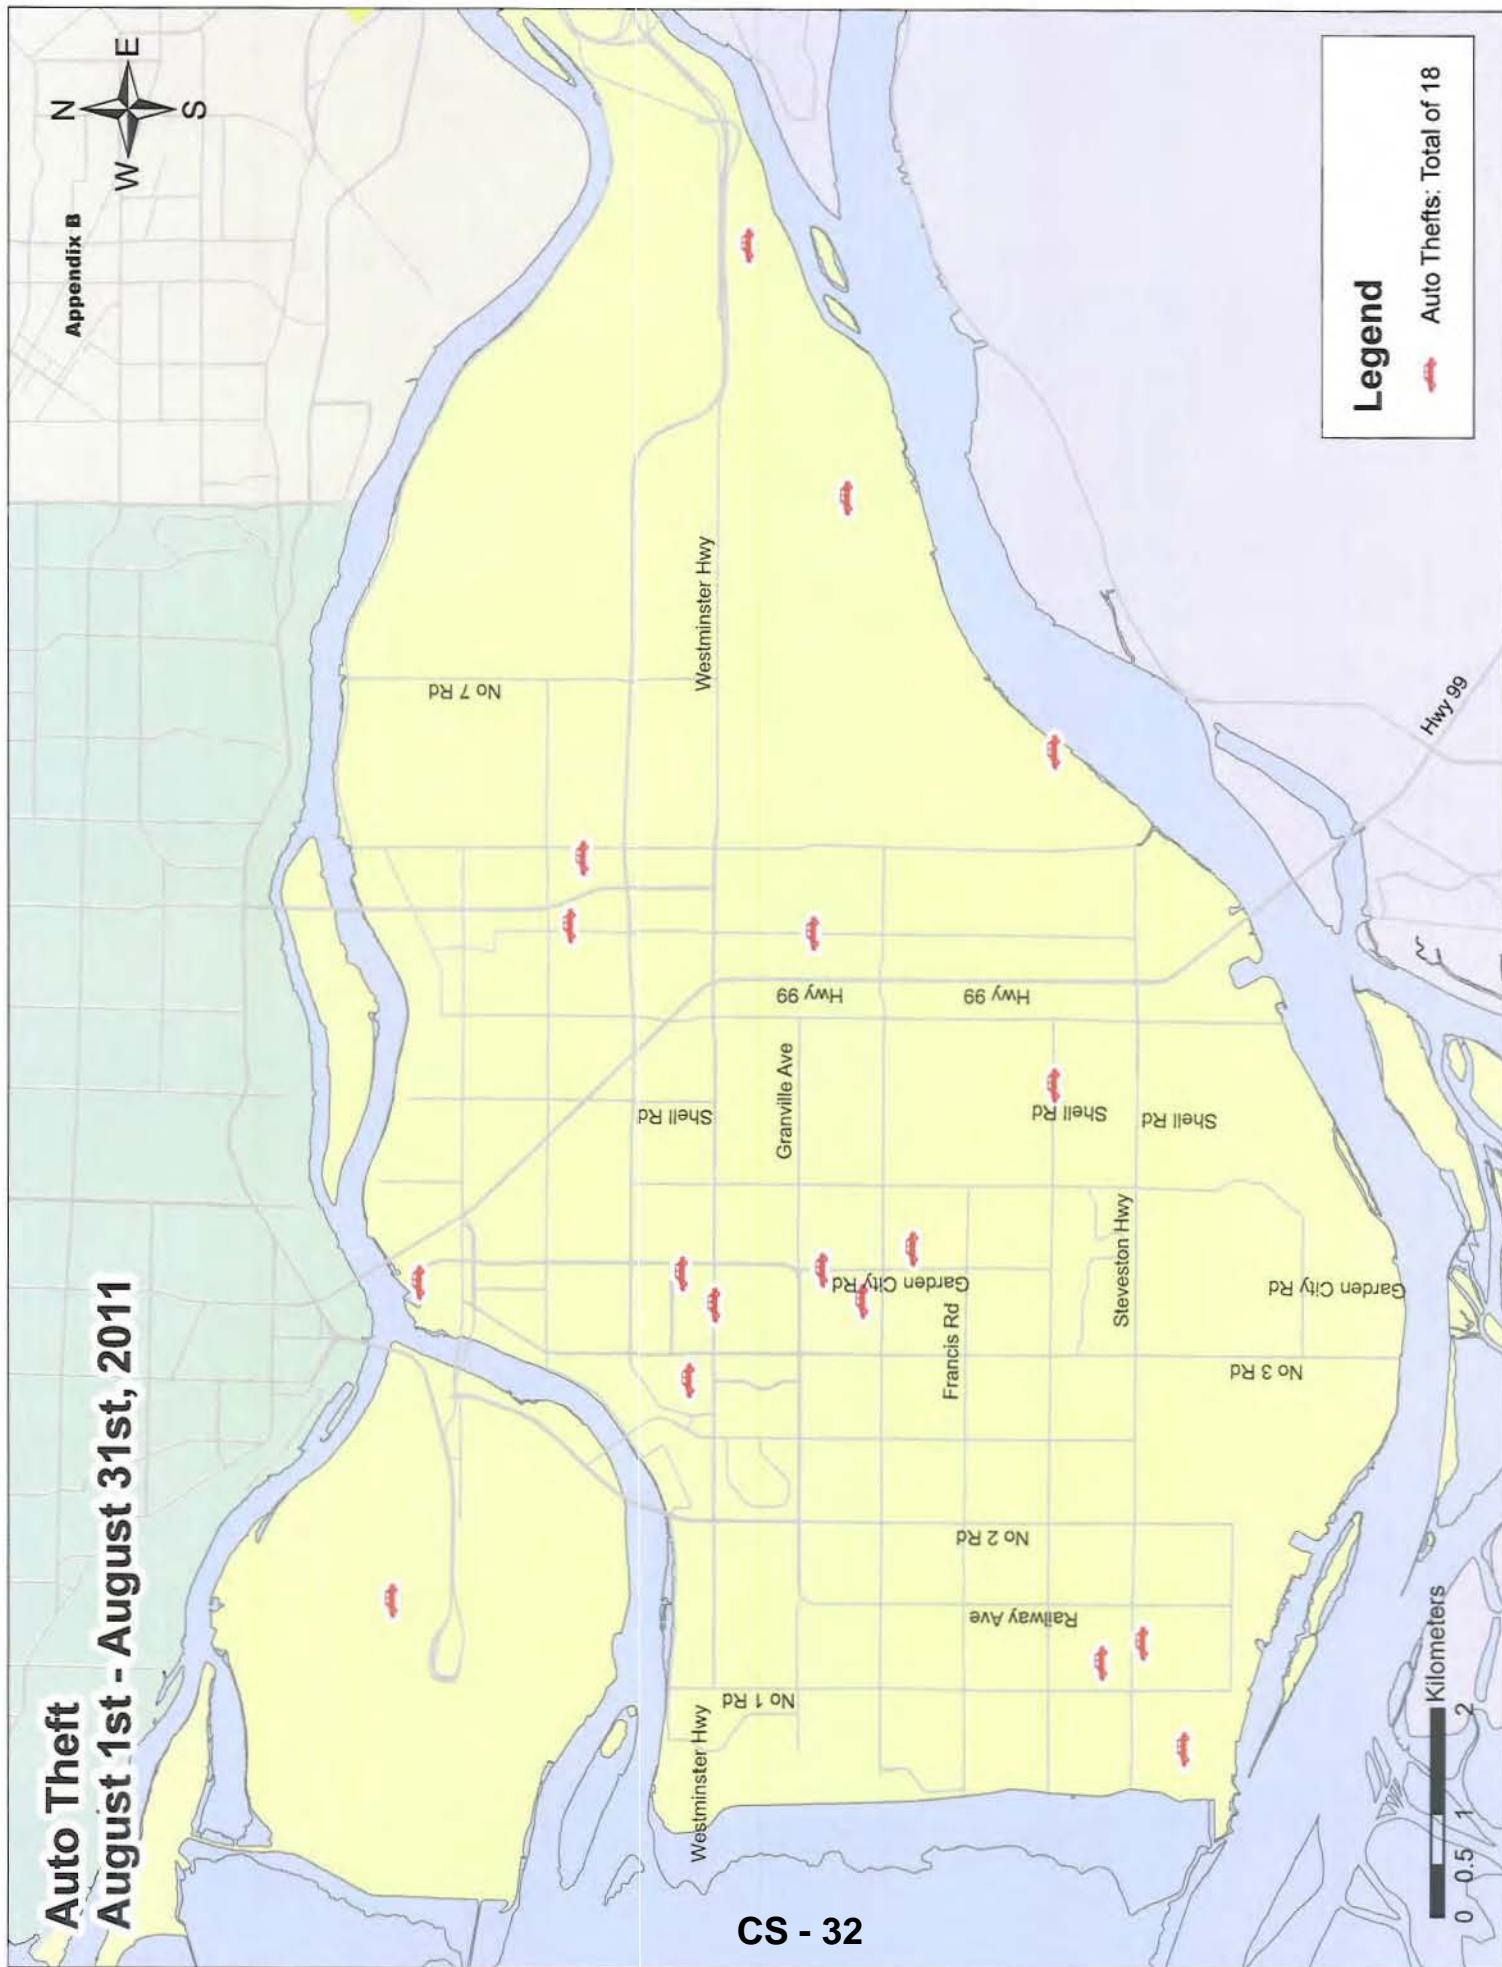 Auto Theft
August 1st - August 31st, 2011
Appendix B
N
W
E
S
No 7 Rd
Westminster Hwy
Hwy 99
Hwy 99
Shell Rd
Granville Ave
Shell Rd
Shell Rd
Garden City Rd
Francis Rd
Steveston Hwy
Garden City Rd
No 3 Rd
No 2 Rd
Railway Ave
No 1 Rd
Westminster Hwy
Hwy 99
Legend
Auto Thefts: Total of 18
Kilometers
0 0.5 1 2
CS - 32